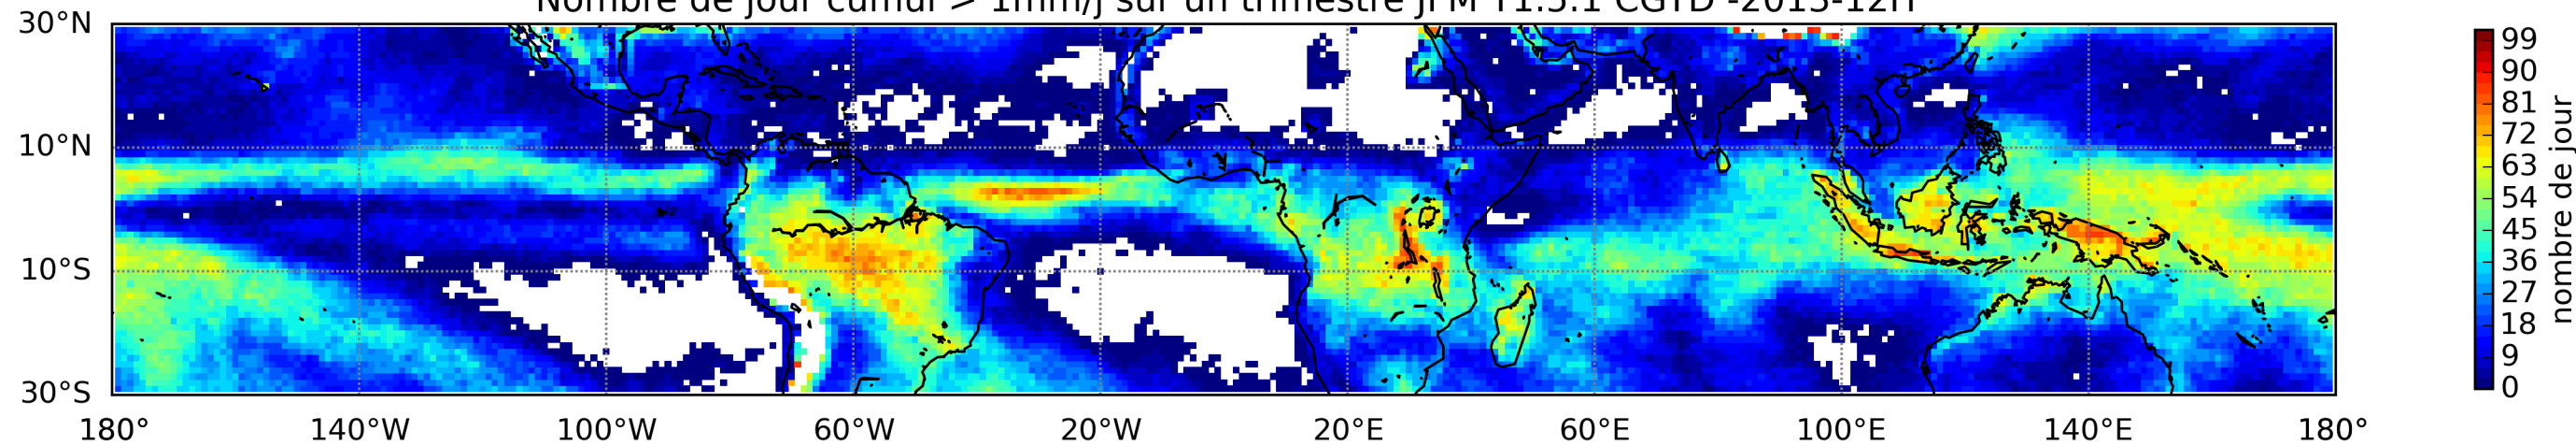 Nombre de jour cumul > 1mm/j sur un trimestre JFM T1.5.1 CGTD -2015-12H
30°N
10°N
10°S
30°S
180° 140°W 100°W 60°W 20°W 20°E 60°E 100°E 140°E 180°
99
90
81
72
63
54
45
36
27
18
9
0
nombre de jour